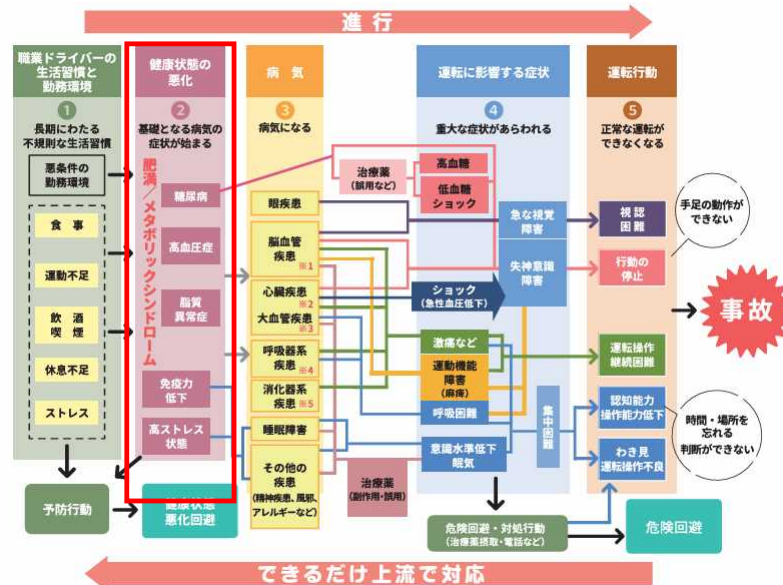 進行
職業ドライバーの
生活習慣と
勤務環境
1
長期にわたる
不規則な生活習慣
悪条件の
勤務環境
食事
運動不足
飲酒
喫煙
休息不足
ストレス
予防行動
健康状態の
悪化
2
基礎となる病気の
症状が始まる
肥満／メタボリックシンドローム
糖尿病
高血圧症
脂質
異常症
免疫力
低下
高ストレス
状態
健康状態
悪化回避
病気
3
病気になる
眼疾患
脳血管
疾患
※1
心臓疾患
※2
大血管疾患
※3
呼吸器系
疾患
※4
消化器系
疾患
※5
睡眠障害
その他の
疾患
(精神疾患、風邪、
アレルギーなど)
治療薬
(誤用など)
治療薬
(副作用・誤用)
運転に影響する症状
4
重大な症状があらわれる
高血糖
低血糖
ショック
急な視覚
障害
失神意識
障害
ショック
(急性血圧低下)
激痛など
運動機能
障害
(麻痺)
呼吸困難
集中困難
意識水準低下
眠気
危険回避・対処行動
(治療薬摂取・電話など)
運転行動
5
正常な運転が
できなくなる
視認
困難
行動の
停止
運転操作
継続困難
認知能力
操作能力低下
わき見
運転操作不良
危険回避
手足の動作が
できない
事故
時間・場所を
忘れる
判断ができない
できるだけ上流で対応